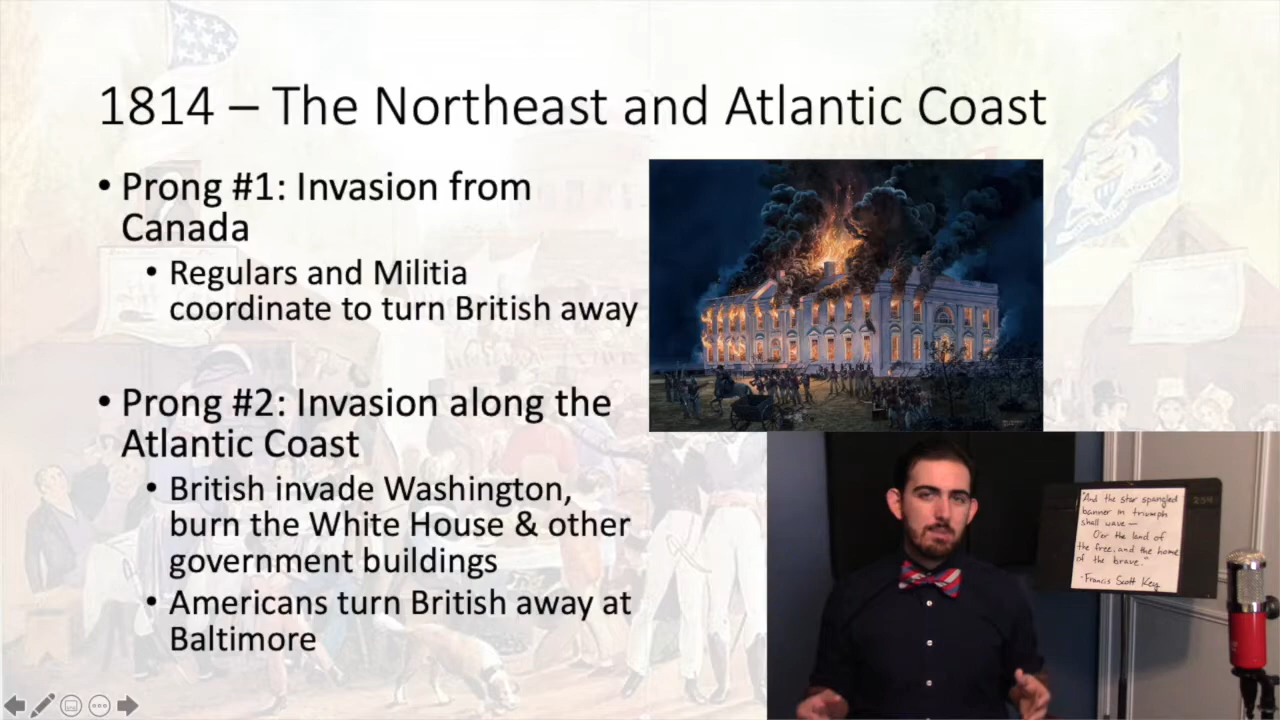 1814 – The Northeast and Atlantic Coast
• Prong #1: Invasion from
Canada
• Regulars and Militia
coordinate to turn British away
• Prong #2: Invasion along the
Atlantic Coast
• British invade Washington,
burn the White House & other
government buildings
• Americans turn British away at
Baltimore
"And the star spangled
banner in triumph
shall wave —
O'er the land of
the free, and the home
of the brave."
-Francis Scott Key